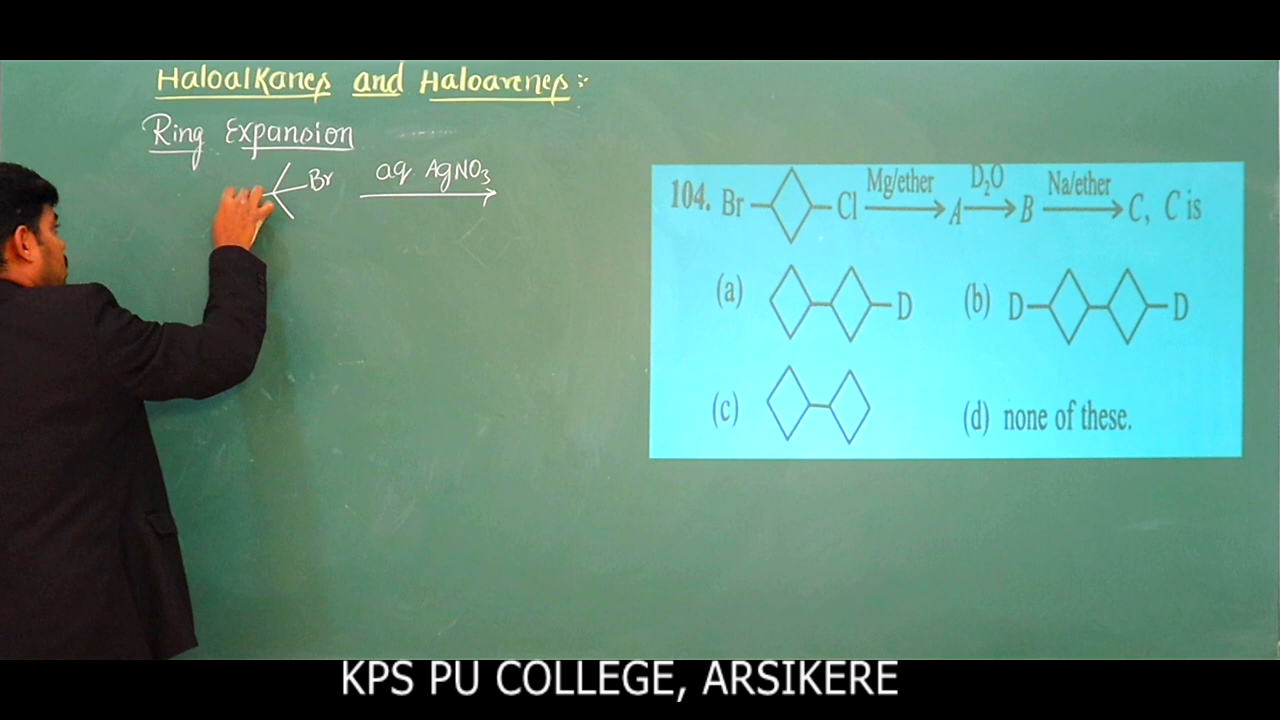 Haloalkanes and Haloarenes:
Ring Expansion
Br aq AgNO3
104. Br Cl Mg/ether A D2O B Na/ether C, C is
(a) D (b) D D
(c) (d) none of these.
KPS PU COLLEGE, ARSIKERE